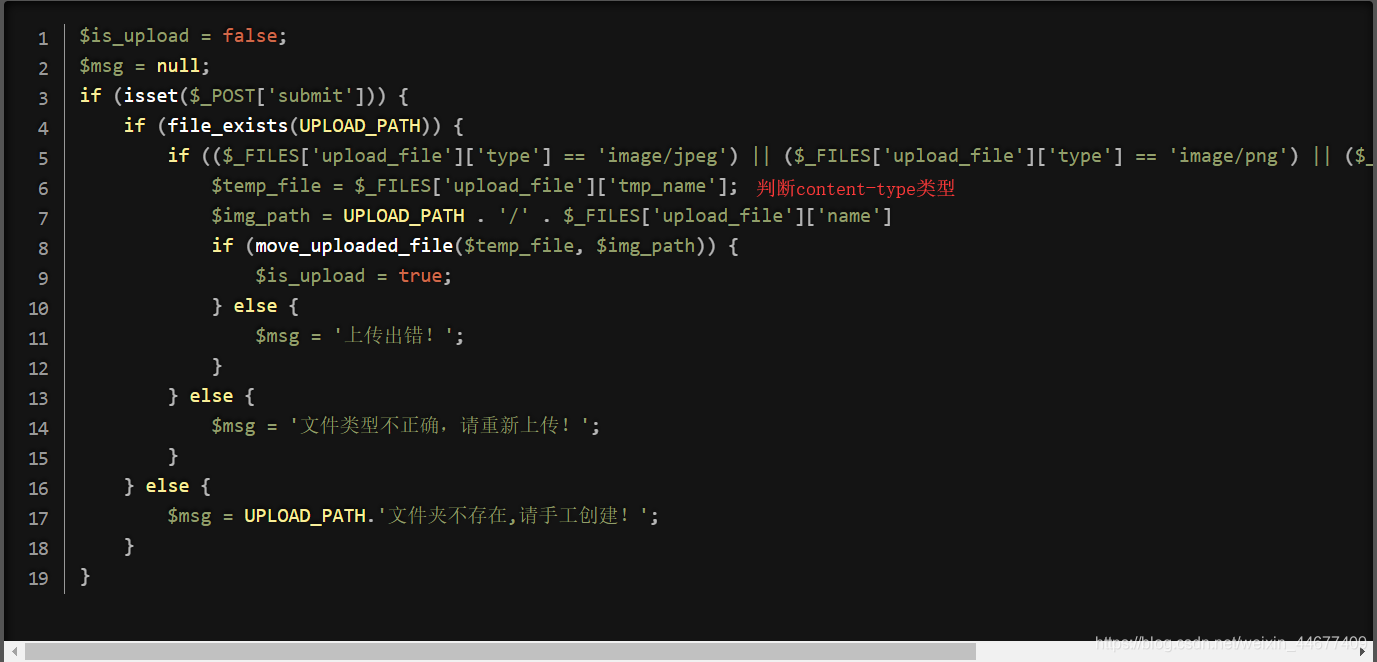 1 $is_upload = false;
2 $msg = null;
3 if (isset($_POST['submit'])) {
4     if (file_exists(UPLOAD_PATH)) {
5         if (($_FILES['upload_file']['type'] == 'image/jpeg') || ($_FILES['upload_file']['type'] == 'image/png') || ($_
6             $temp_file = $_FILES['upload_file']['tmp_name']; 判断content-type类型
7             $img_path = UPLOAD_PATH . '/' . $_FILES['upload_file']['name']
8             if (move_uploaded_file($temp_file, $img_path)) {
9                 $is_upload = true;
10             } else {
11                 $msg = '上传出错！';
12             }
13         } else {
14             $msg = '文件类型不正确，请重新上传！';
15         }
16     } else {
17         $msg = UPLOAD_PATH.'文件夹不存在,请手工创建！';
18     }
19 }
https://blog.csdn.net/weixin_44677409